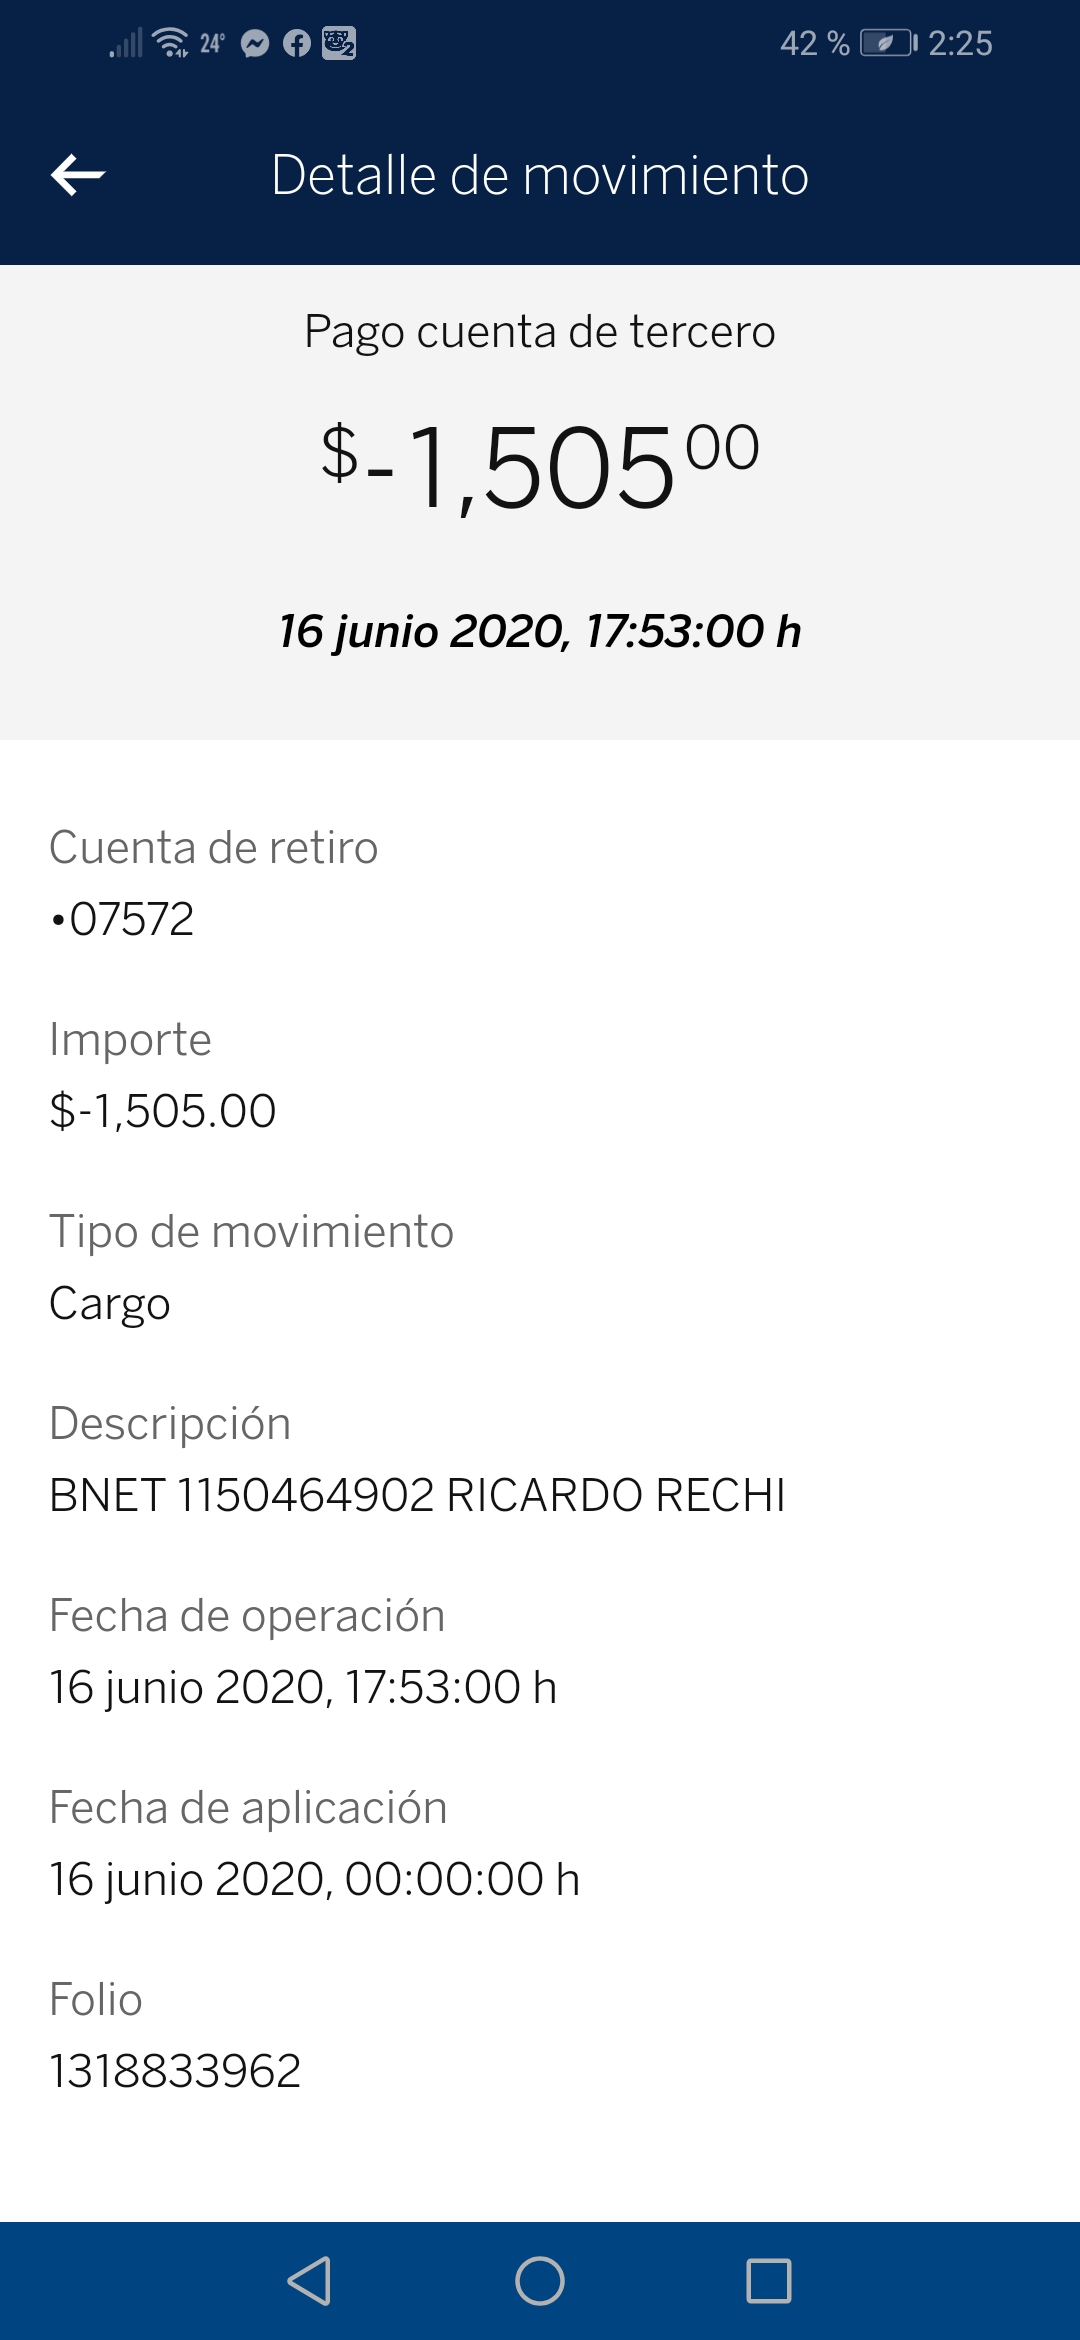 24° 42 % 2:25
Detalle de movimiento
Pago cuenta de tercero
$-1,505 00
16 junio 2020, 17:53:00 h
Cuenta de retiro
•07572
Importe
$-1,505.00
Tipo de movimiento
Cargo
Descripción
BNET 1150464902 RICARDO RECHI
Fecha de operación
16 junio 2020, 17:53:00 h
Fecha de aplicación
16 junio 2020, 00:00:00 h
Folio
1318833962